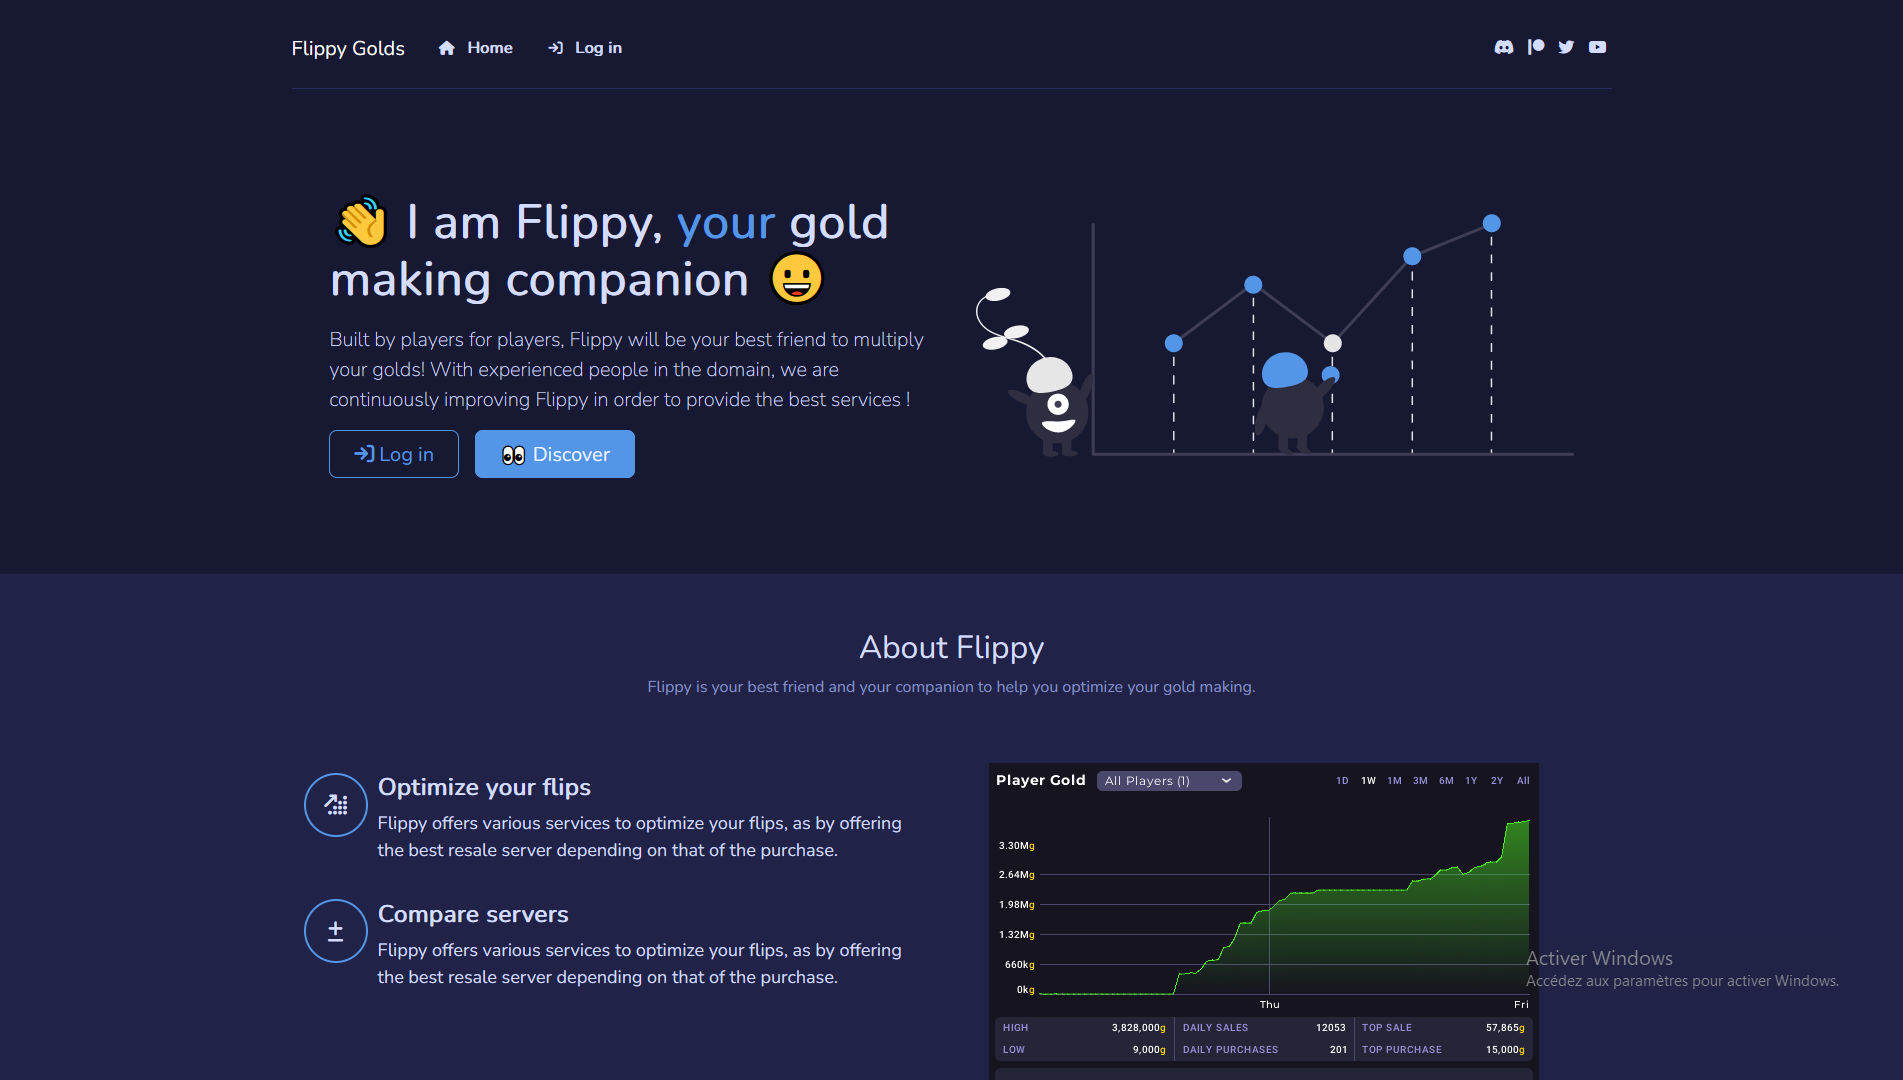 Flippy Golds Home Log in
👋 I am Flippy, your gold
making companion 😀
Built by players for players, Flippy will be your best friend to multiply
your golds! With experienced people in the domain, we are
continuously improving Flippy in order to provide the best services !
Log in 👀 Discover
About Flippy
Flippy is your best friend and your companion to help you optimize your gold making.
Optimize your flips
Flippy offers various services to optimize your flips, as by offering
the best resale server depending on that of the purchase.
Compare servers
Flippy offers various services to optimize your flips, as by offering
the best resale server depending on that of the purchase.
Player Gold All Players (1) 1D 1W 1M 3M 6M 1Y 2Y All
3.30Mg
2.64Mg
1.98Mg
1.32Mg
660kg
0kg
Thu Fri
HIGH 3,828,000g DAILY SALES 12053 TOP SALE 57,865g
LOW 9,000g DAILY PURCHASES 201 TOP PURCHASE 15,000g
Activer Windows
Accédez aux paramètres pour activer Windows.